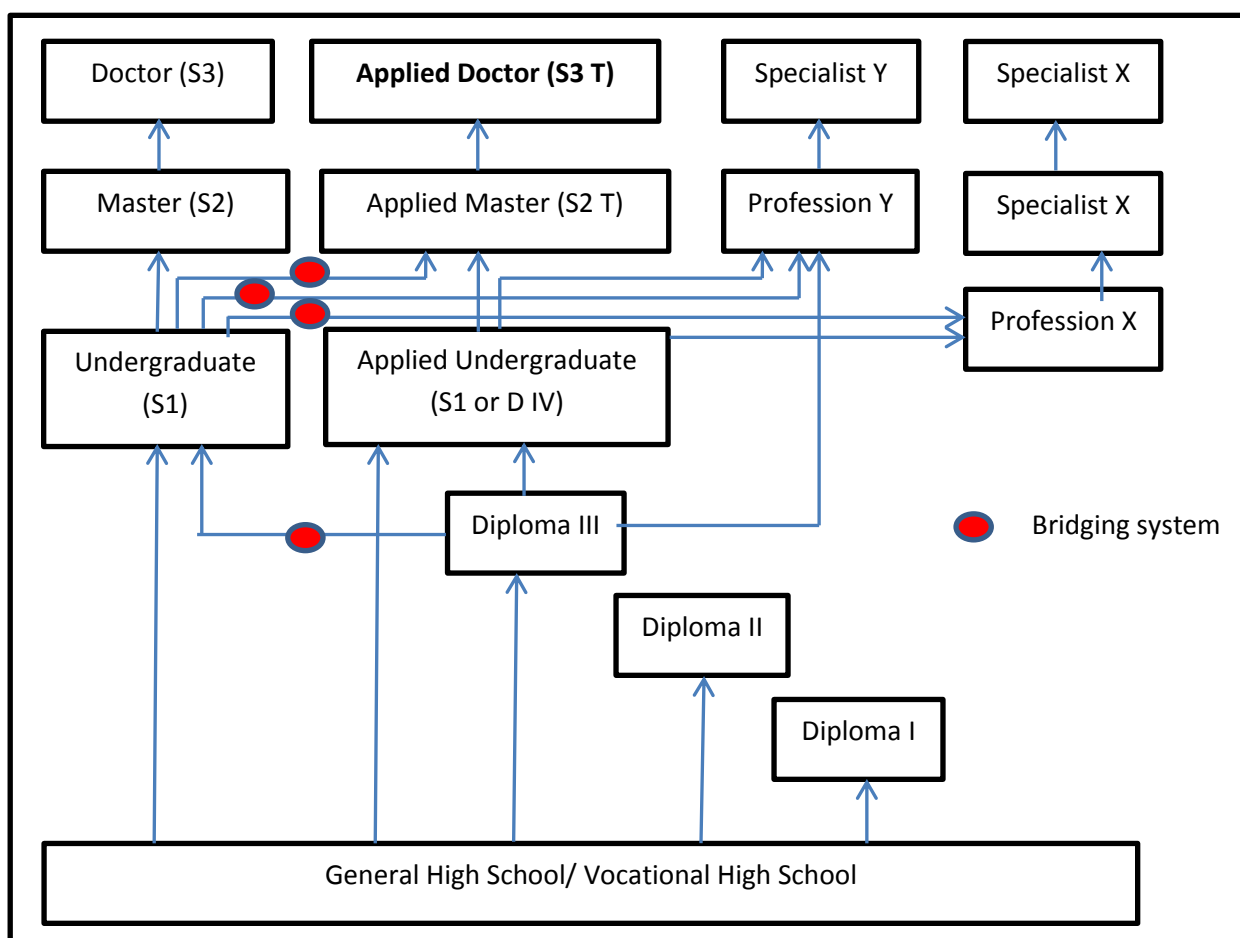 Doctor (S3)
Applied Doctor (S3 T)
Specialist Y
Specialist X
Master (S2)
Applied Master (S2 T)
Profession Y
Specialist X
Profession X
Undergraduate
(S1)
Applied Undergraduate
(S1 or D IV)
Diploma III
Bridging system
Diploma II
Diploma I
General High School/ Vocational High School